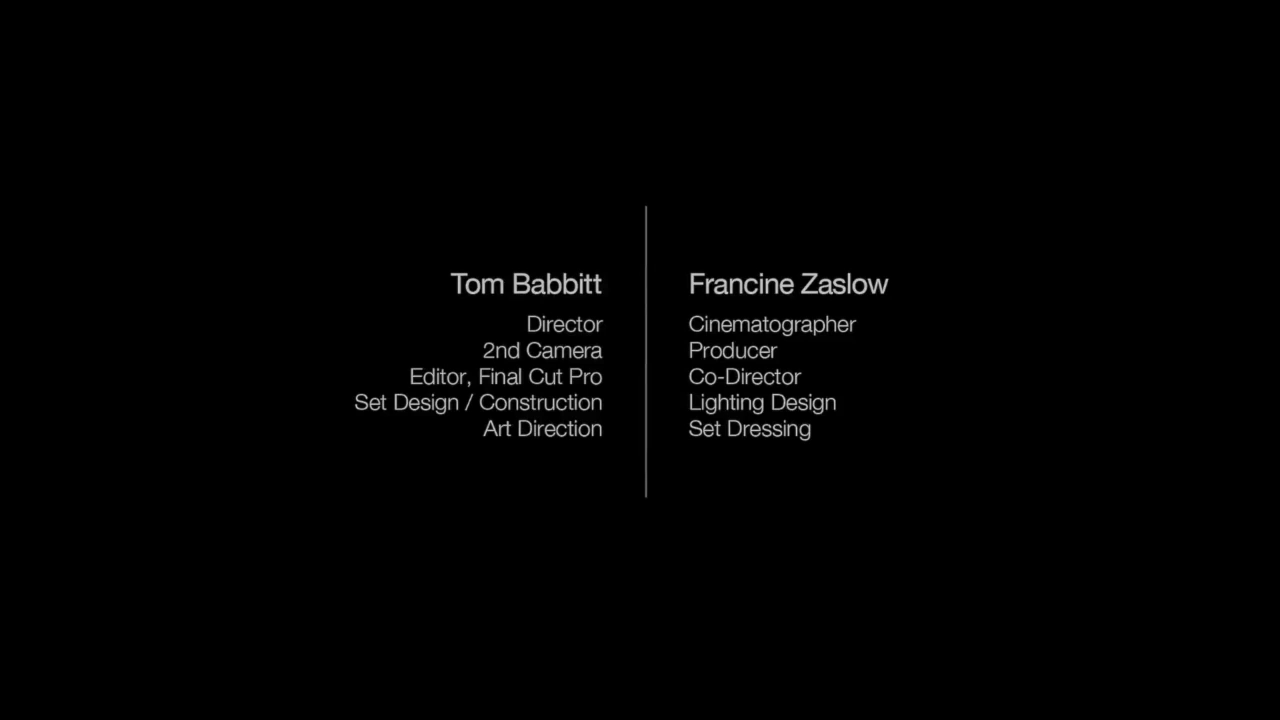 Tom Babbitt
Director
2nd Camera
Editor, Final Cut Pro
Set Design / Construction
Art Direction
Francine Zaslow
Cinematographer
Producer
Co-Director
Lighting Design
Set Dressing